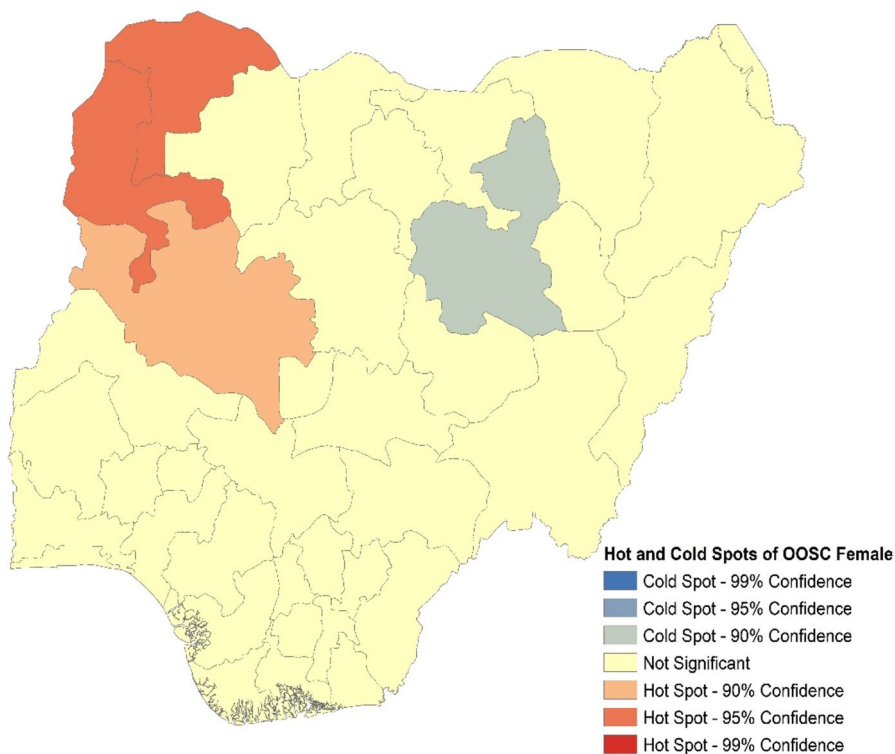 Hot and Cold Spots of OOSC Female
Cold Spot - 99% Confidence
Cold Spot - 95% Confidence
Cold Spot - 90% Confidence
Not Significant
Hot Spot - 90% Confidence
Hot Spot - 95% Confidence
Hot Spot - 99% Confidence